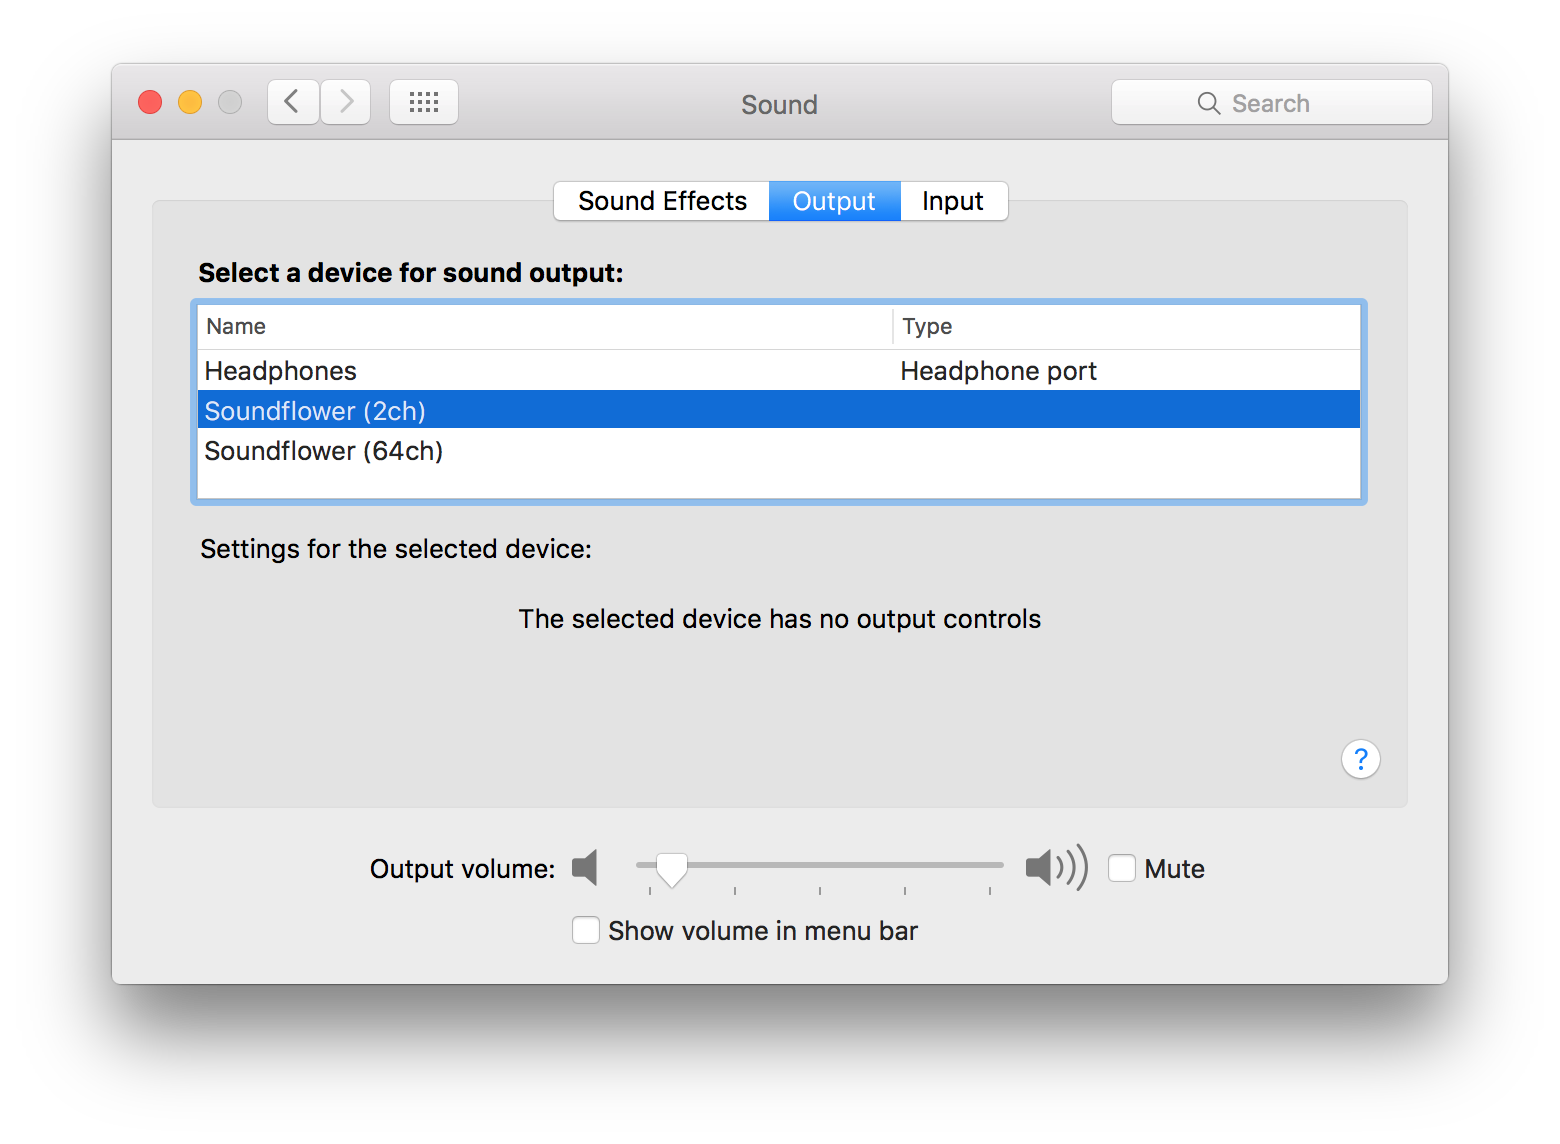 Sound
Search
Sound Effects Output Input
Select a device for sound output:
Name Type
Headphones Headphone port
Soundflower (2ch)
Soundflower (64ch)
Settings for the selected device:
The selected device has no output controls
?
Output volume: Mute
Show volume in menu bar